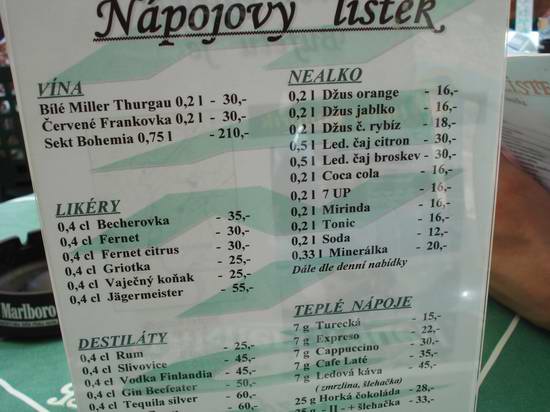 Nápojový lístek
VÍNA
Bílé Miller Thurgau 0,2 l - 30,-
Červené Frankovka 0,2 l - 30,-
Sekt Bohemia 0,75 l - 210,-
LIKÉRY
0,4 cl Becherovka - 35,-
0,4 cl Fernet - 30,-
0,4 cl Fernet citrus - 30,-
0,4 cl Griotka - 25,-
0,4 cl Vaječný koňak - 25,-
0,4 cl Jägermeister - 55,-
DESTILÁTY
0,4 cl Rum - 25,-
0,4 cl Slivovice - 45,-
0,4 cl Vodka Finlandia - 45,-
0,4 cl Gin Beefeater - 50,-
0,4 cl Tequila silver - 60,-
NEALKO
0,2 l Džus orange - 16,-
0,2 l Džus jablko - 16,-
0,2 l Džus č. rybíz - 18,-
0,5 l Led. čaj citron - 30,-
0,5 l Led. čaj broskev - 30,-
0,2 l Coca cola - 16,-
0,2 l 7 UP - 16,-
0,2 l Mirinda - 16,-
0,2 l Tonic - 16,-
0,2 l Soda - 12,-
0,33 l Minerálka - 20,-
Dále dle denní nabídky
TEPLÉ NÁPOJE
7 g Turecká - 15,-
7 g Expreso - 22,-
7 g Cappuccino - 30,-
7 g Cafe Laté - 35,-
7 g Ledová káva - 45,-
(zmrzlina, šlehačka)
25 g Horká čokoláda - 28,-
25 g - II - + šlehačka - 33,-
Marlboro